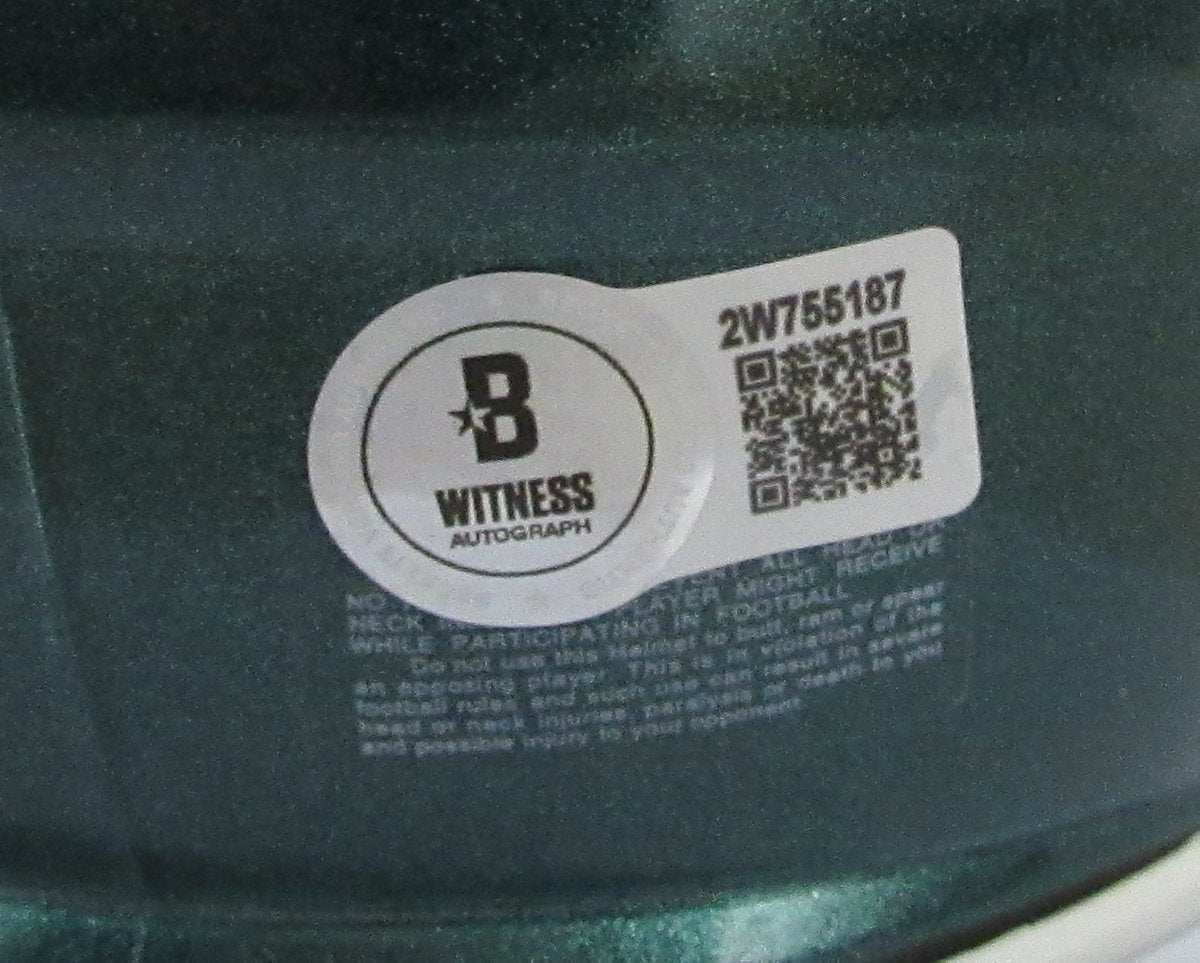 2W755187
B
WITNESS
AUTOGRAPH
ALL HEAD OR
NECK PLAYER MIGHT RECEIVE
WHILE PARTICIPATING IN FOOTBALL.
Do not use this Helmet to butt, ram or spear
an opposing player. This is in violation of the
football rules and such use can result in severe
head or neck injuries, paralysis or death to you
and possible injury to your opponent.